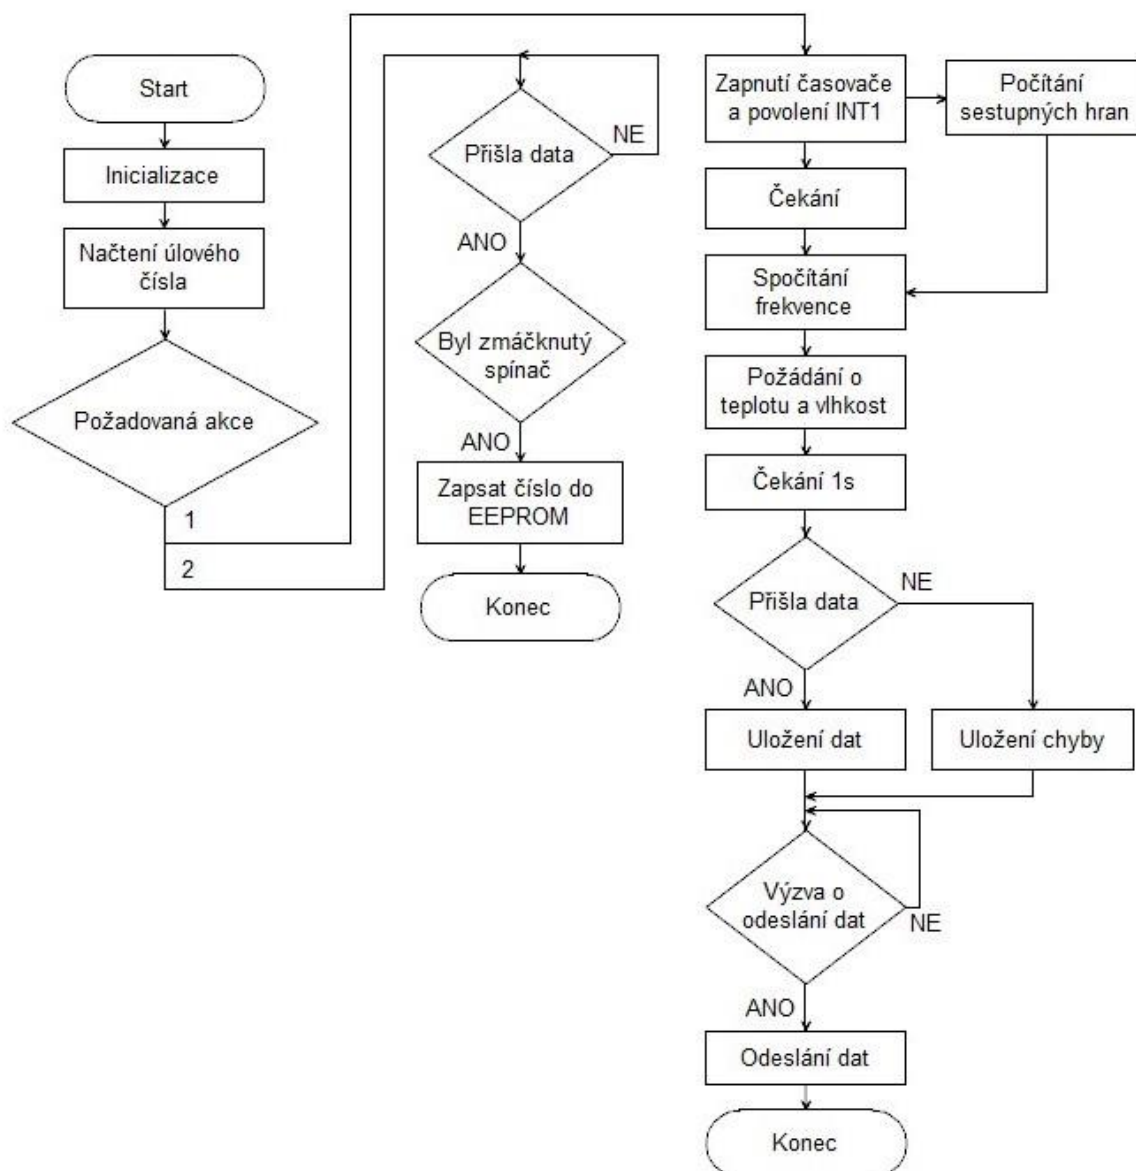 Start
Inicializace
Načtení úlového
čísla
Požadovaná akce
1
2
Přišla data
NE
ANO
Byl zmáčknutý
spínač
ANO
Zapsat číslo do
EEPROM
Konec
Zapnutí časovače
a povolení INT1
Počítání
sestupných hran
Čekání
Spočítání
frekvence
Požádání o
teplotu a vlhkost
Čekání 1s
Přišla data
NE
ANO
Uložení dat
Uložení chyby
Výzva o
odeslání dat
NE
ANO
Odeslání dat
Konec